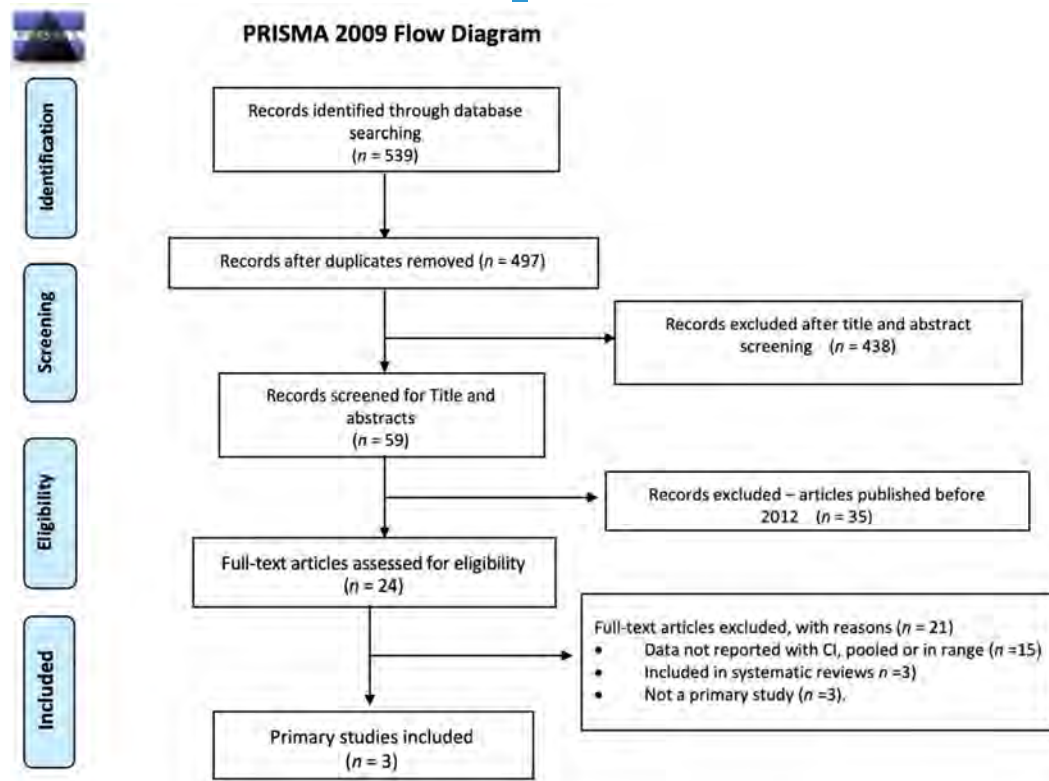 PRISMA 2009 Flow Diagram
Identification
Records identified through database
searching
(n = 539)
Records after duplicates removed (n = 497)
Screening
Records excluded after title and abstract
screening (n = 438)
Records screened for Title and
abstracts
(n = 59)
Eligibility
Records excluded – articles published before
2012 (n = 35)
Full-text articles assessed for eligibility
(n = 24)
Included
Full-text articles excluded, with reasons (n = 21)
• Data not reported with CI, pooled or in range (n =15)
• Included in systematic reviews n =3)
• Not a primary study (n =3).
Primary studies included
(n = 3)